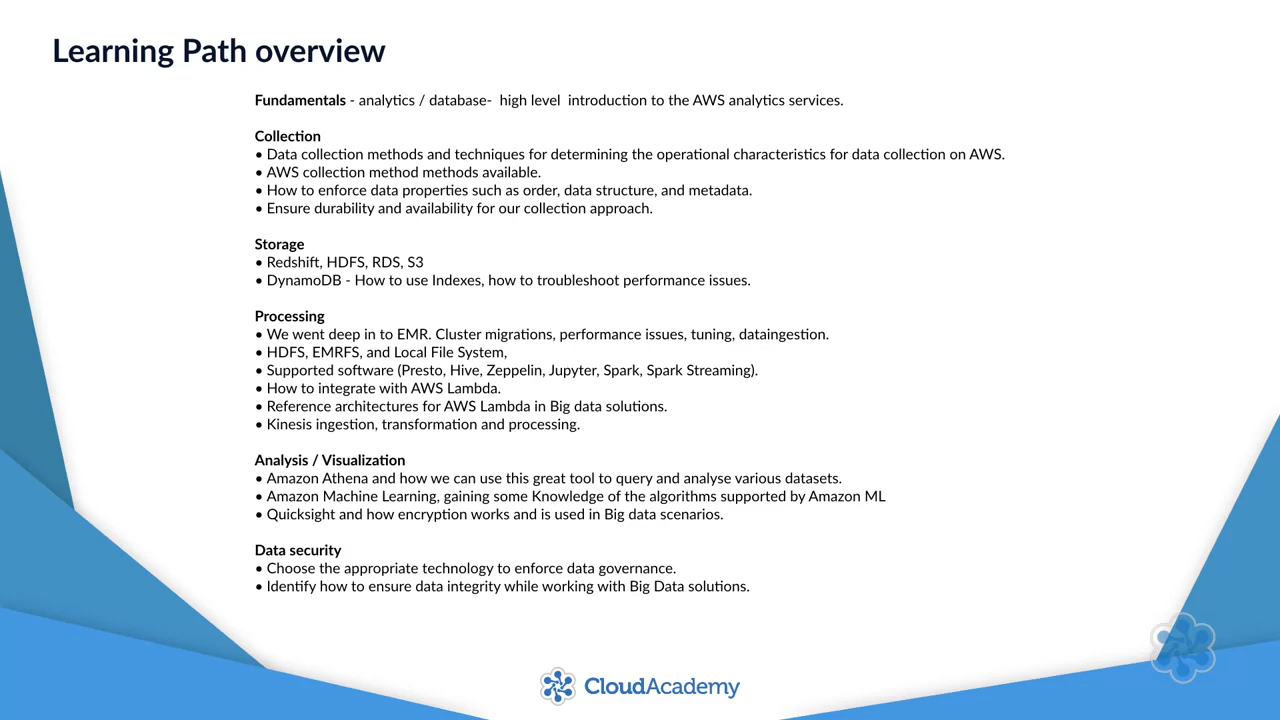 Learning Path overview
Fundamentals - analytics / database-  high level  introduction to the AWS analytics services.
Collection
• Data collection methods and techniques for determining the operational characteristics for data collection on AWS.
• AWS collection method methods available.
• How to enforce data properties such as order, data structure, and metadata.
• Ensure durability and availability for our collection approach.
Storage
• Redshift, HDFS, RDS, S3
• DynamoDB - How to use Indexes, how to troubleshoot performance issues.
Processing
• We went deep in to EMR. Cluster migrations, performance issues, tuning, dataingestion.
• HDFS, EMRFS, and Local File System,
• Supported software (Presto, Hive, Zeppelin, Jupyter, Spark, Spark Streaming).
• How to integrate with AWS Lambda.
• Reference architectures for AWS Lambda in Big data solutions.
• Kinesis ingestion, transformation and processing.
Analysis / Visualization
• Amazon Athena and how we can use this great tool to query and analyse various datasets.
• Amazon Machine Learning, gaining some Knowledge of the algorithms supported by Amazon ML
• Quicksight and how encryption works and is used in Big data scenarios.
Data security
• Choose the appropriate technology to enforce data governance.
• Identify how to ensure data integrity while working with Big Data solutions.
CloudAcademy